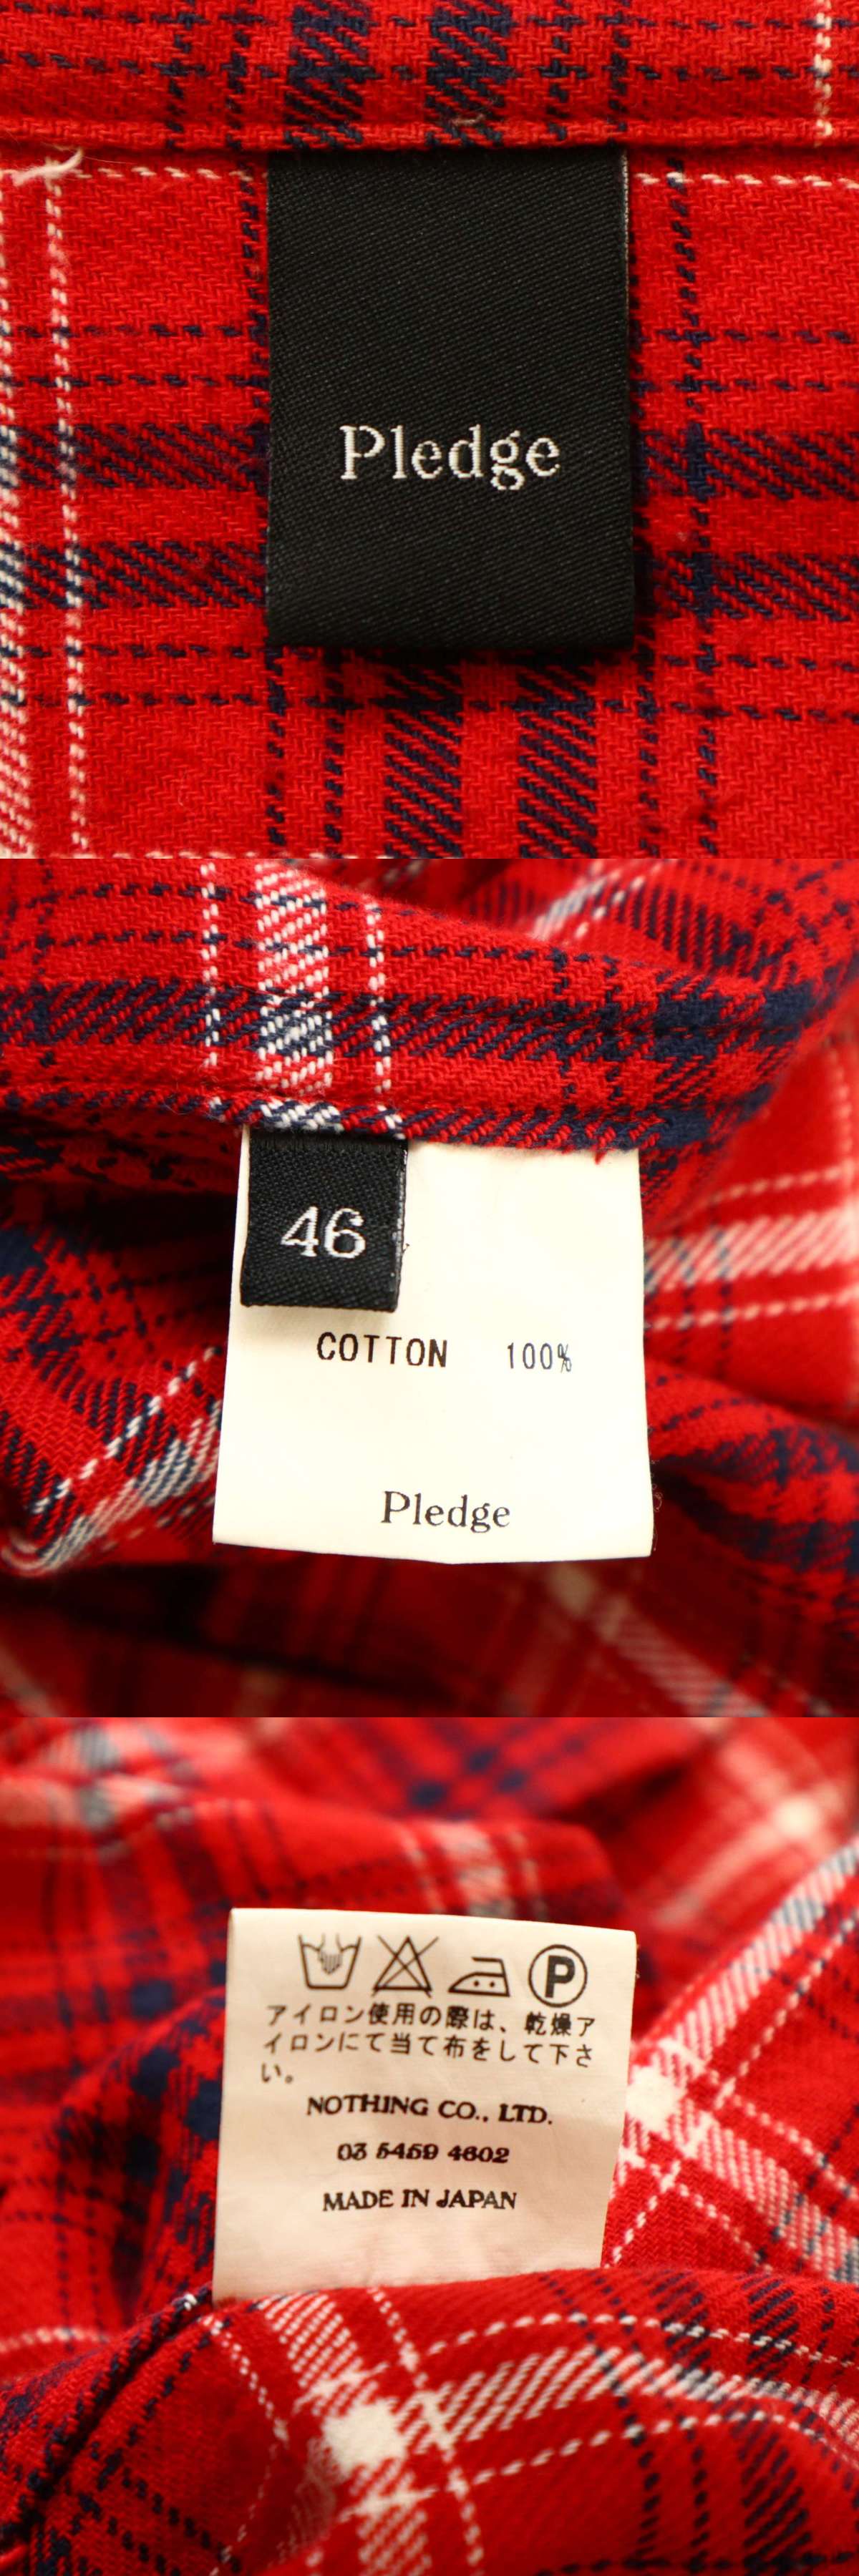 Pledge
46
COTTON 100%
Pledge
P
アイロン使用の際は、乾燥ア
イロンにて当て布をして下さ
い。
NOTHING CO., LTD.
03 5459 4602
MADE IN JAPAN